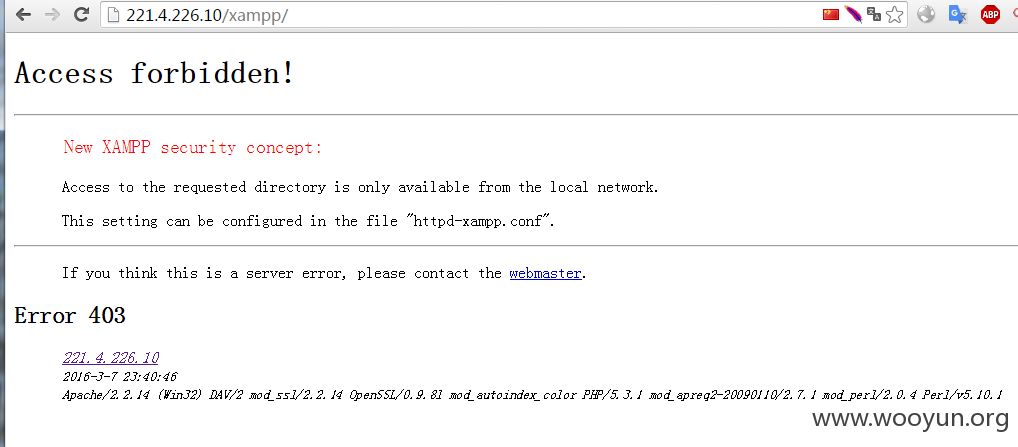 221.4.226.10/xampp/
ABP
Access forbidden!
New XAMPP security concept:
Access to the requested directory is only available from the local network.
This setting can be configured in the file "httpd-xampp.conf".
If you think this is a server error, please contact the webmaster.
Error 403
221.4.226.10
2016-3-7 23:40:46
Apache/2.2.14 (Win32) DAV/2 mod_ssl/2.2.14 OpenSSL/0.9.8l mod_autoindex_color PHP/5.3.1 mod_apreq2-20090110/2.7.1 mod_perl/2.0.4 Perl/v5.10.1
www.wooyun.org